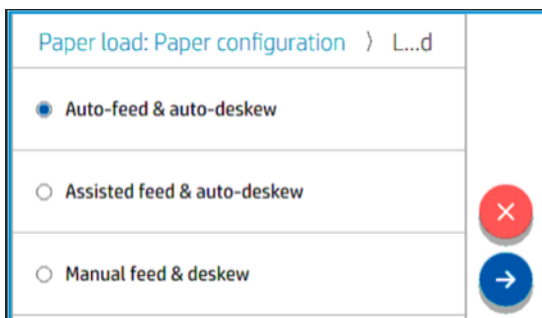 Paper load: Paper configuration 〉 L...d
Auto-feed & auto-deskew
Assisted feed & auto-deskew
Manual feed & deskew